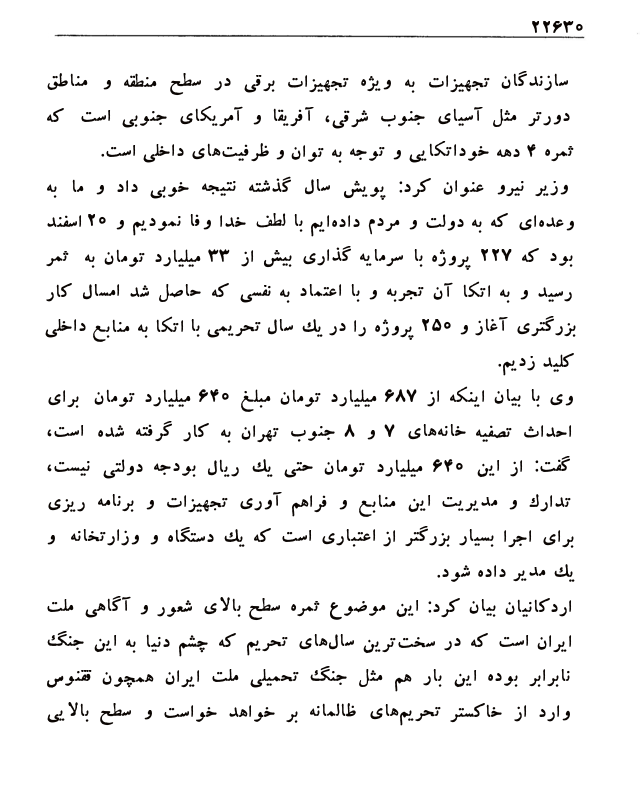 ۲۲۶۳۰
سازندگان تجهیزات به ویژه تجهیزات برقی در سطح منطقه و مناطق
دورتر مثل آسیای جنوب شرقی، آفریقا و آمریکای جنوبی است که
ثمره ۴ دهه خوداتکایی و توجه به توان و ظرفیت‌های داخلی است.
وزیر نیرو عنوان کرد: پویش سال گذشته نتیجه خوبی داد و ما به
وعده‌ای که به دولت و مردم داده‌ایم با لطف خدا وفا نمودیم و ۲۰ اسفند
بود که ۲۲۷ پروژه با سرمایه گذاری بیش از ۳۳ میلیارد تومان به ثمر
رسید و به اتکا آن تجربه و با اعتماد به نفسی که حاصل شد امسال کار
بزرگتری آغاز و ۲۵۰ پروژه را در یك سال تحریمی با اتکا به منابع داخلی
کلید زدیم.
وی با بیان اینکه از ۶۸۷ میلیارد تومان مبلغ ۶۴۰ میلیارد تومان برای
احداث تصفیه خانه‌های ۷ و ۸ جنوب تهران به کار گرفته شده است،
گفت: از این ۶۴۰ میلیارد تومان حتی یك ریال بودجه دولتی نیست،
تدارك و مدیریت این منابع و فراهم آوری تجهیزات و برنامه ریزی
برای اجرا بسیار بزرگتر از اعتباری است که یك دستگاه و وزارتخانه و
یك مدیر داده شود.
اردکانیان بیان کرد: این موضوع ثمره سطح بالای شعور و آگاهی ملت
ایران است که در سخت‌ترین سال‌های تحریم که چشم دنیا به این جنگ
نابرابر بوده این بار هم مثل جنگ تحمیلی ملت ایران همچون ققنوس
وارد از خاکستر تحریم‌های ظالمانه بر خواهد خواست و سطح بالایی